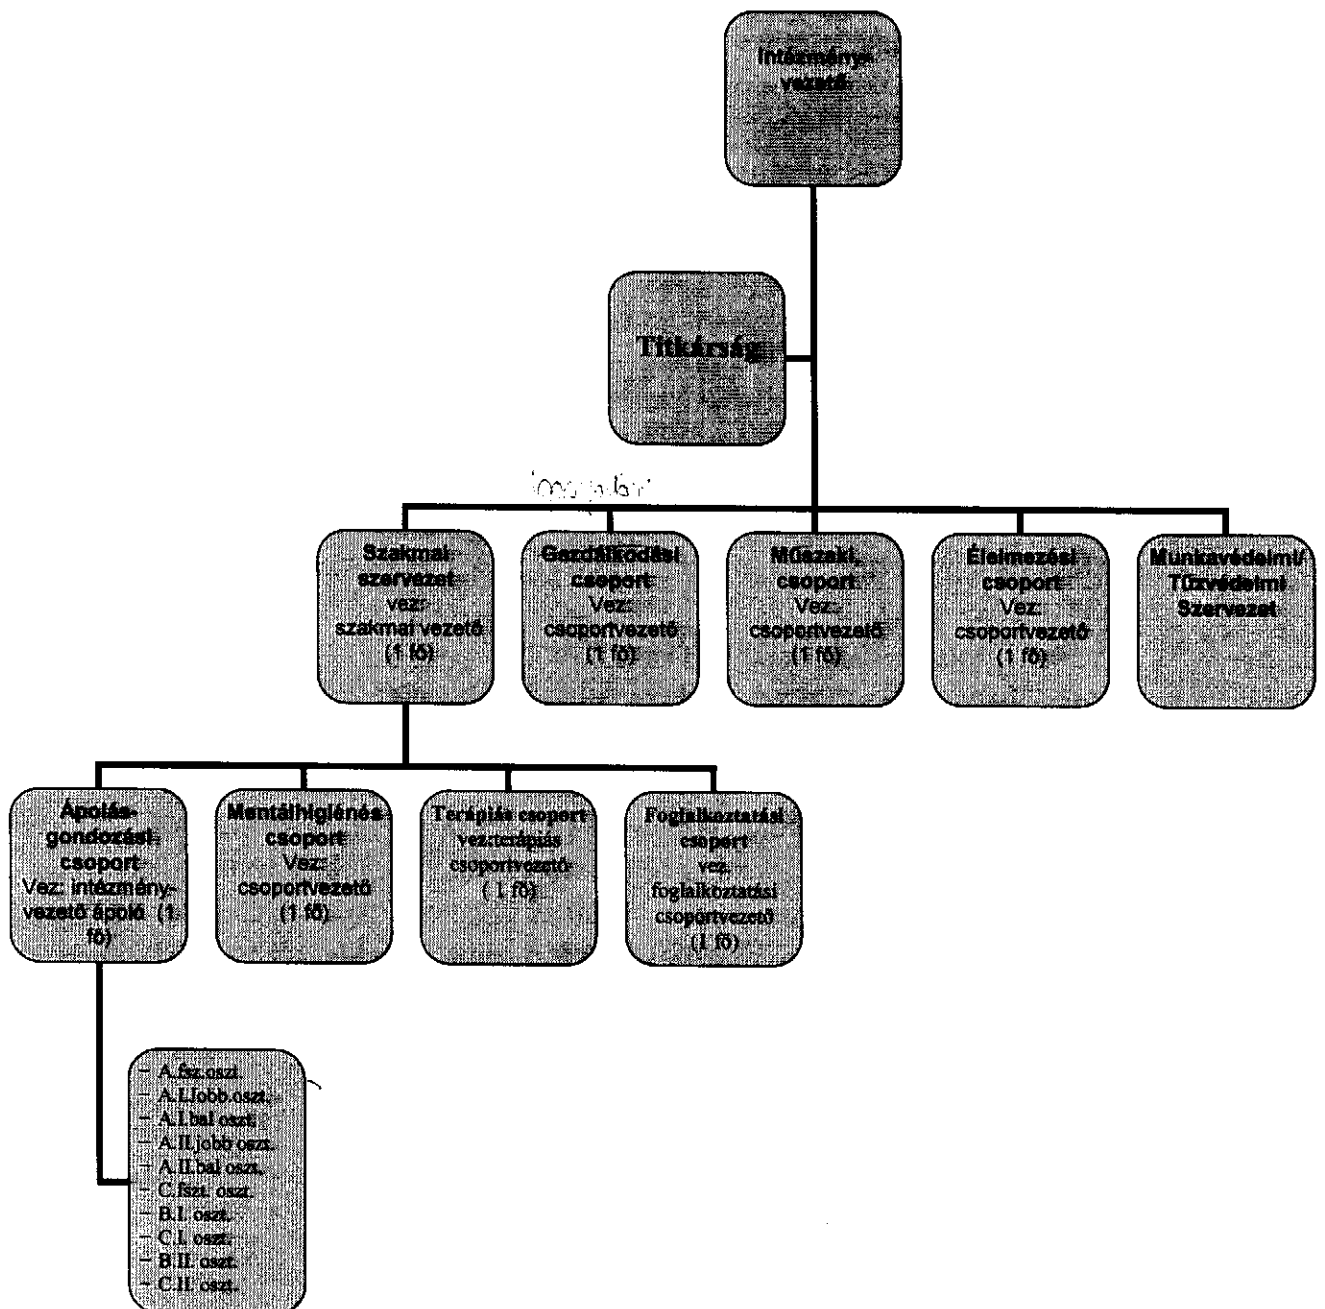 Intézmény-
vezető
Titkárság
Szakmai
szervezet
vez:
szakmai vezető
(1 fő)
Gazdálkodási
csoport
Vez:
csoportvezető
(1 fő)
Műszaki,
csoport
Vez:
csoportvezető
(1 fő)
Élelmezési
csoport
Vez:
csoportvezető
(1 fő)
Munkavédelmi/
Tűzvédelmi
Szervezet
Ápolás-
gondozási
csoport
Vez: intézmény-
vezető ápoló (1
fő)
Mentálhigiénés
csoport
Vez:
csoportvezető
(1 fő)
Terápiás csoport
vez:terápiás
csoportvezető
( 1 fő)
Foglalkoztatási
csoport
vez.
foglalkoztatási
csoportvezető
(1 fő)
– A.fsz.oszt.
– A.I.Jobb.oszt.
– A.I.bal oszt.
– A.II.jobb oszt.
– A.II.bal oszt.
– C.fszt. oszt.
– B.I. oszt.
– C.I. oszt.
– B.II. oszt.
– C.II. oszt.